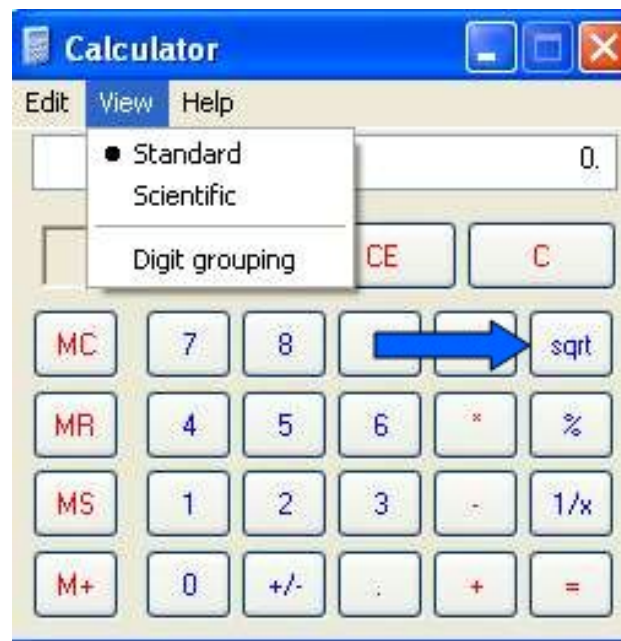 Calculator
Edit View Help
● Standard
Scientific
Digit grouping
0.
CE C
MC 7 8 sqrt
MR 4 5 6 * %
MS 1 2 3 - 1/x
M+ 0 +/- + =